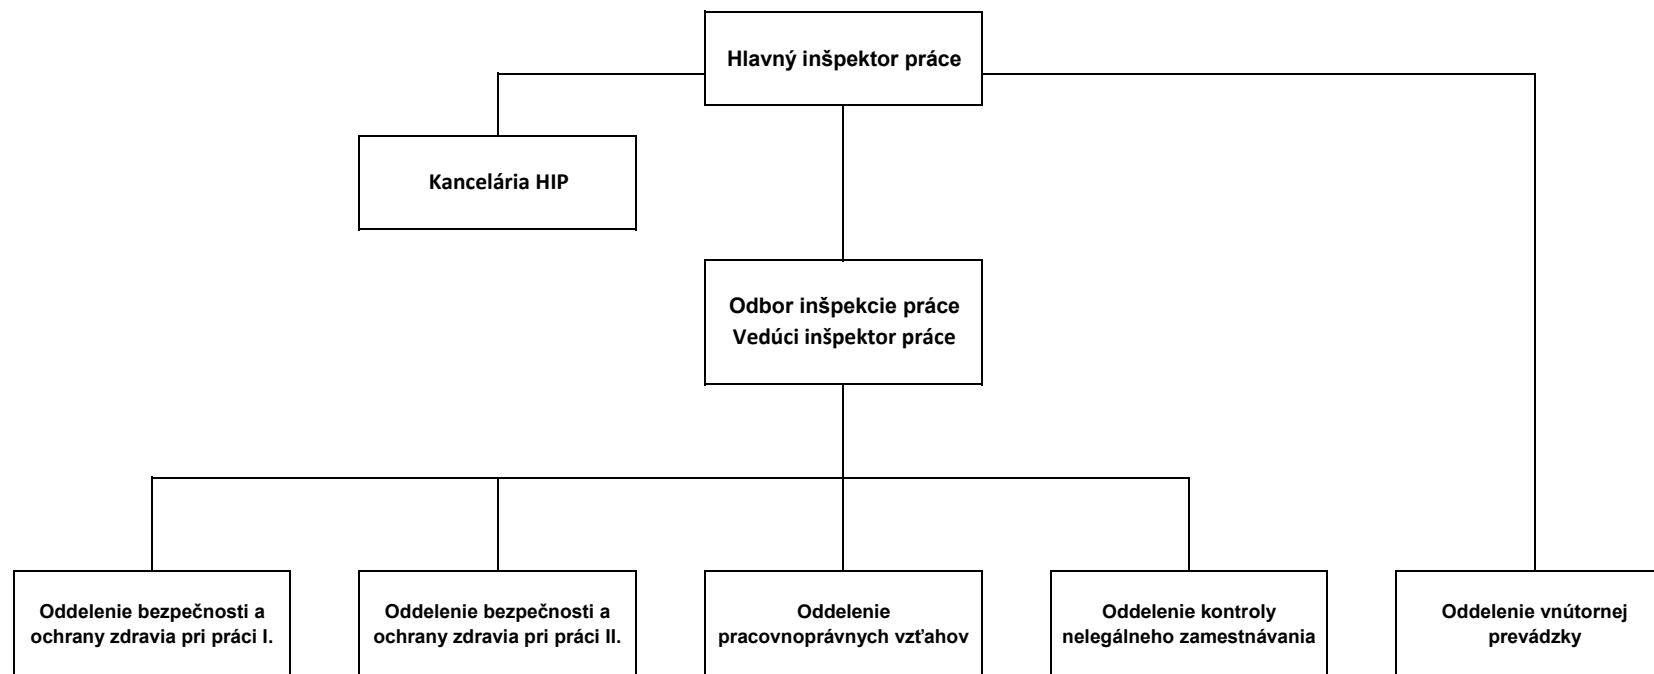 Hlavný inšpektor práce
Kancelária HIP
Odbor inšpekcie práce
Vedúci inšpektor práce
Oddelenie bezpečnosti a
ochrany zdravia pri práci I.
Oddelenie bezpečnosti a
ochrany zdravia pri práci II.
Oddelenie
pracovnoprávnych vzťahov
Oddelenie kontroly
nelegálneho zamestnávania
Oddelenie vnútornej
prevádzky